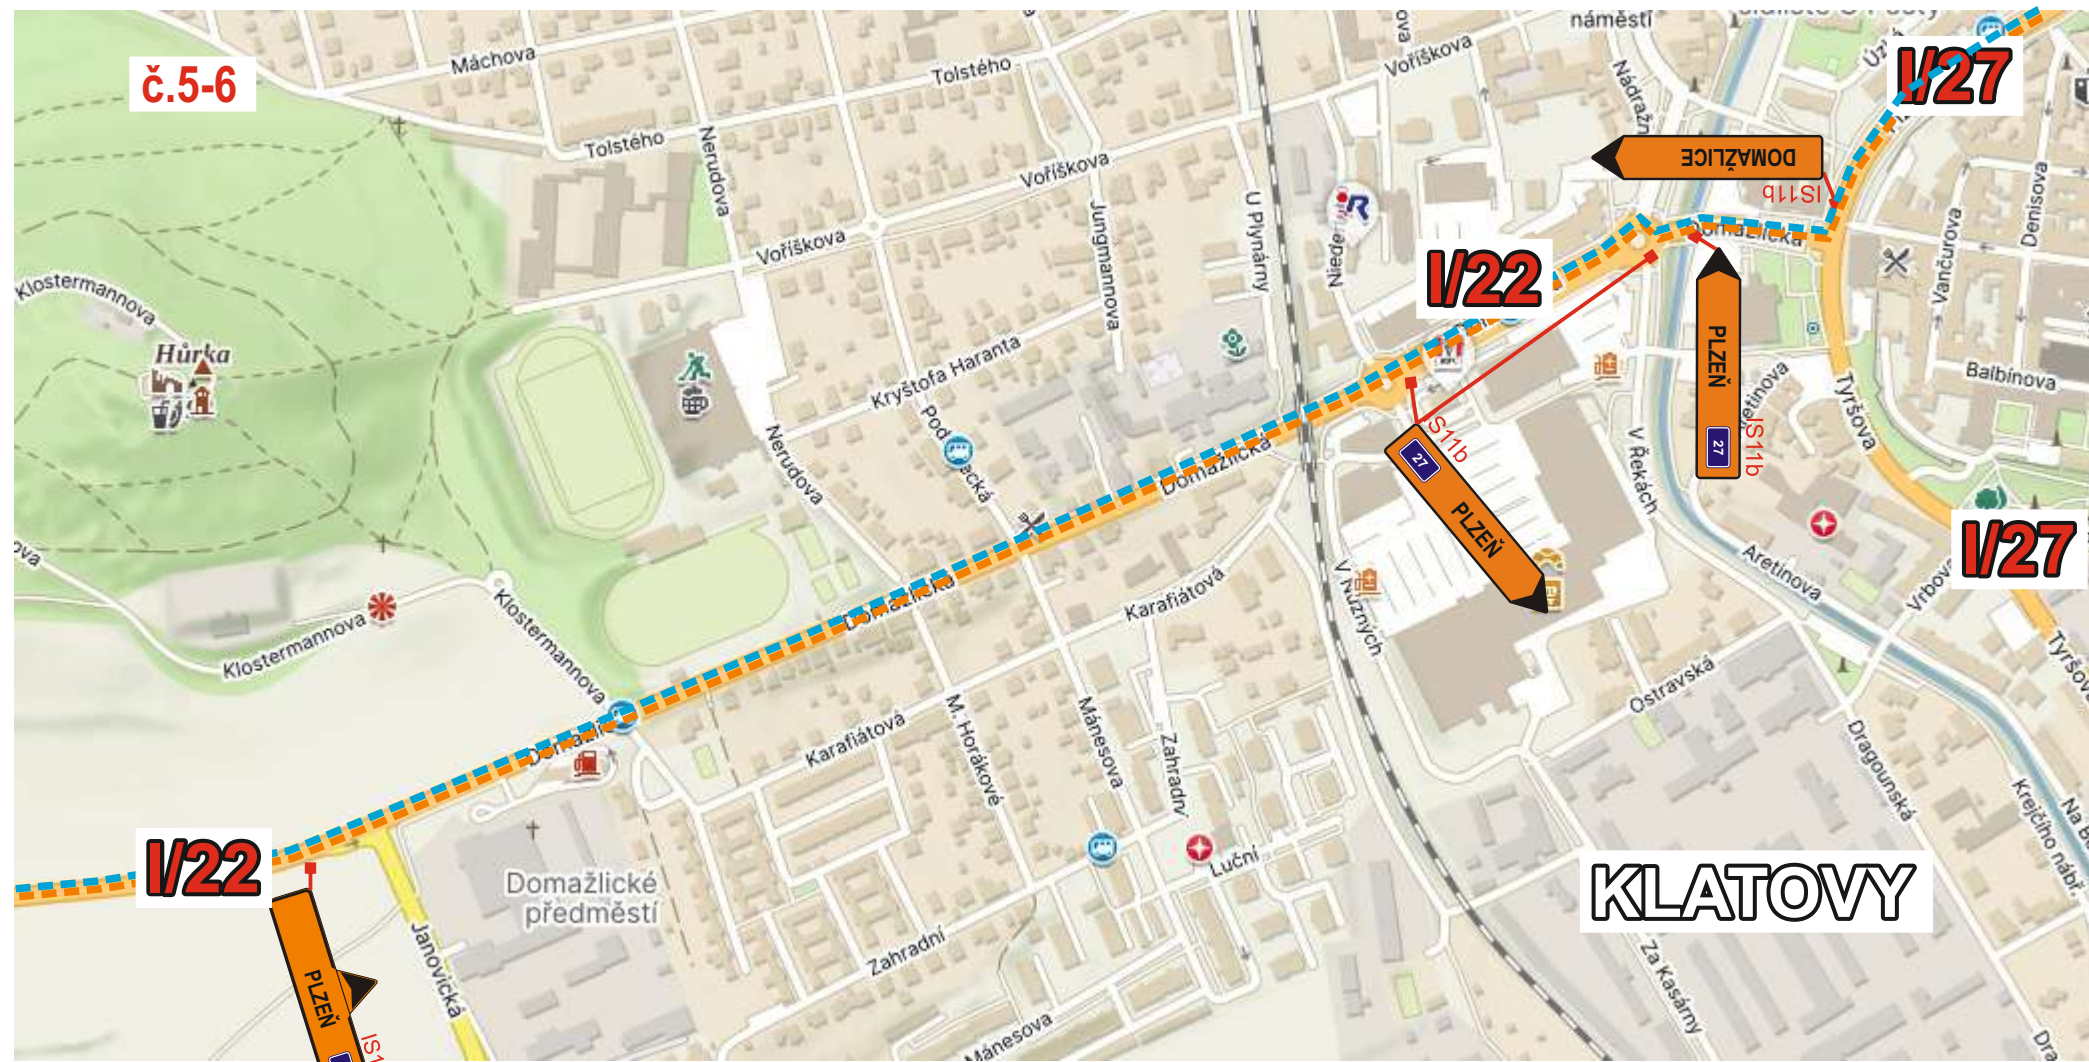 náměstí
č.5-6
Máchova
Tolstého
Voříškova
I/27
Tolstého
Nerudova
Voříškova
DOMAŽLICE
IS11b
Jungmannova
U Plynárny
Denisova
Vančurova
Voříškova
Domažlická
I/22
Klostermannova
Hůrka
Kryštofa Haranta
PLZEŇ
27
IS11b
Balbínova
Tyršova
Nerudova
Domažlická
IS11b
27
PLZEŇ
V Řekách
Aretinova
I/27
Vrbova
Domažlická
Karafiátová
Klostermannova
Klostermannova
Ostravská
M. Horákové
Mánesova
Zahradní
Karafiátová
Dragounská
Krejčího nábř.
I/22
Luční
KLATOVY
Domažlické
předměstí
Janovická
Zahradní
Za Kasárny
PLZEŇ
Mánesova